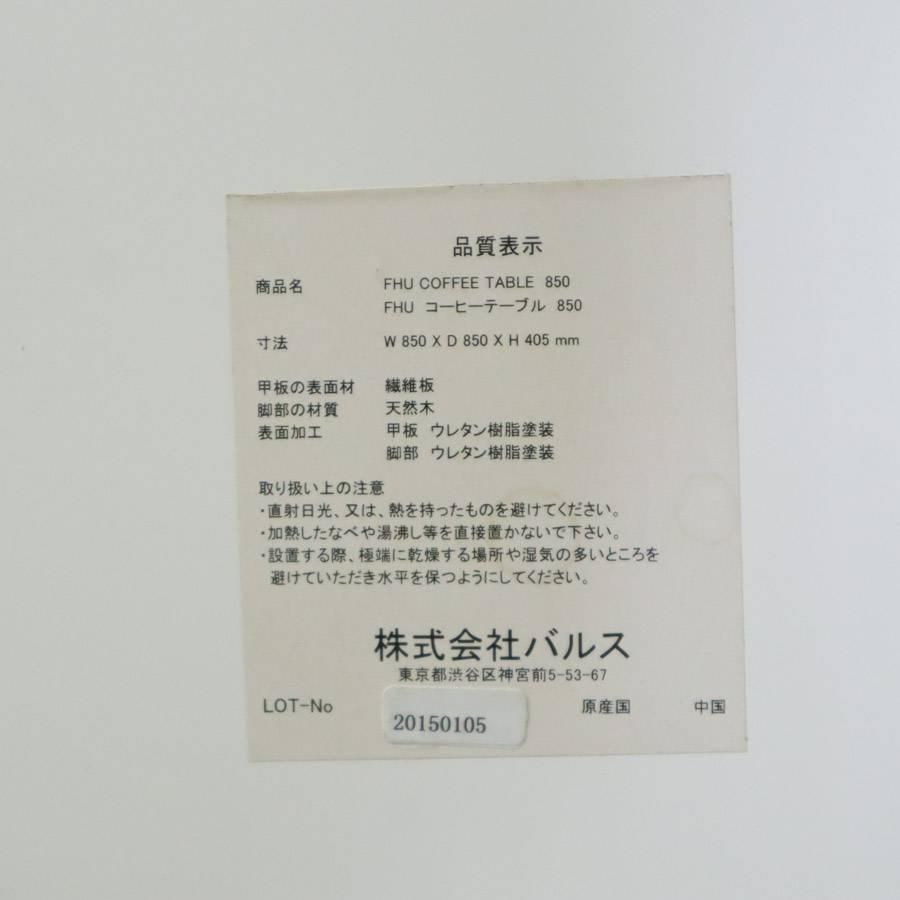 品質表示
商品名 FHU COFFEE TABLE 850
FHU コーヒーテーブル 850
寸法 W 850 X D 850 X H 405 mm
甲板の表面材 繊維板
脚部の材質 天然木
表面加工 甲板 ウレタン樹脂塗装
脚部 ウレタン樹脂塗装
取り扱い上の注意
・直射日光、又は、熱を持ったものを避けてください。
・加熱したなべや湯沸し等を直接置かないで下さい。
・設置する際、極端に乾燥する場所や湿気の多いところを
避けていただき水平を保つようにしてください。
株式会社バルス
東京都渋谷区神宮前5-53-67
LOT-No 20150105 原産国 中国